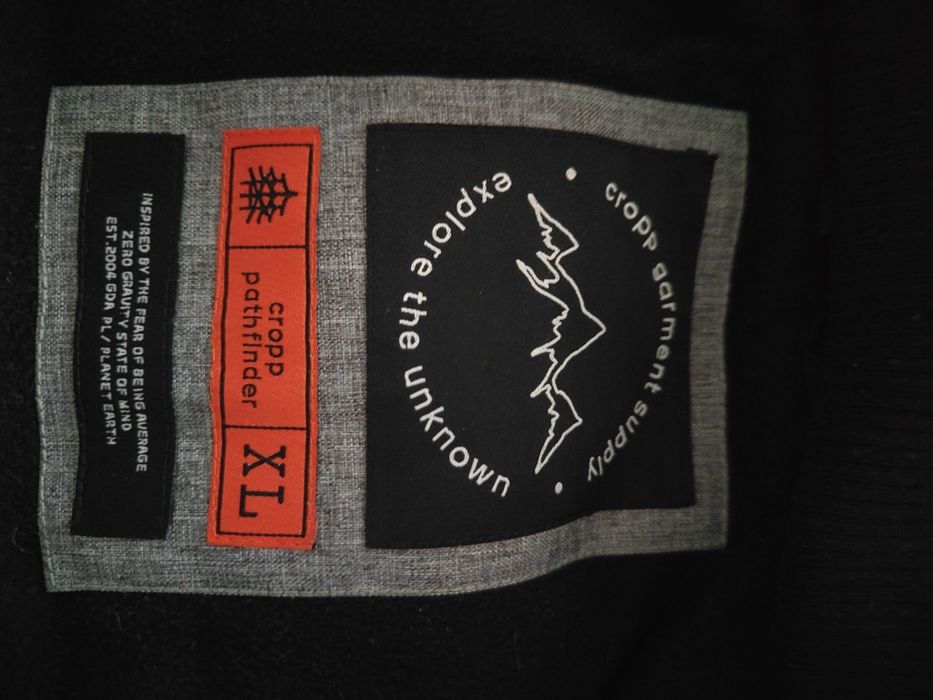 cropp garment supply
explore the unknown
cropp
pathfinder
XL
INSPIRED BY THE FEAR OF BEING AVERAGE
ZERO GRAVITY STATE OF MIND
EST.2004 GDA PL/ PLANET EARTH